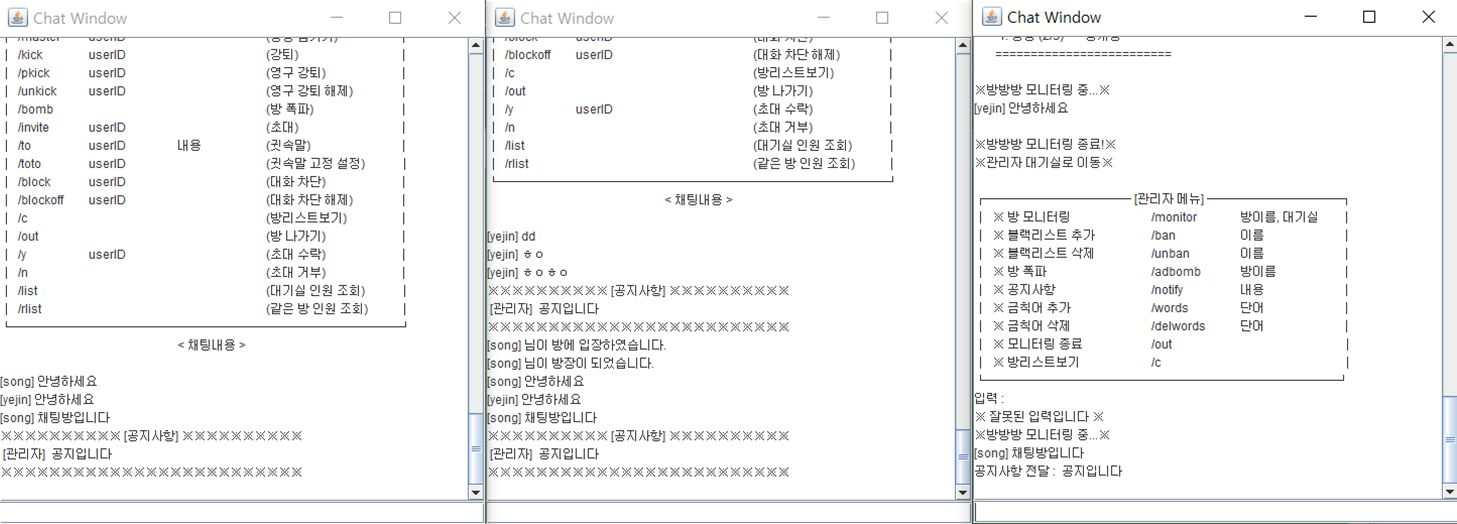 Chat Window
/kick userID (강퇴)
/pkick userID (영구 강퇴)
/unkick userID (영구 강퇴 해제)
/bomb (방 폭파)
/invite userID (초대)
/to userID 내용 (귓속말)
/toto userID (귓속말 고정 설정)
/block userID (대화 차단)
/blockoff userID (대화 차단 해제)
/c (방리스트보기)
/out (방 나가기)
/y userID (초대 수락)
/n (초대 거부)
/list (대기실 인원 조회)
/rlist (같은 방 인원 조회)
< 채팅내용 >
[song] 안녕하세요
[yejin] 안녕하세요
[song] 채팅방입니다
※※※※※※※※※※ [공지사항] ※※※※※※※※※※
[관리자] 공지입니다
※※※※※※※※※※※※※※※※※※※※※※※※※
Chat Window
/blockoff userID (대화 차단 해제)
/c (방리스트보기)
/out (방 나가기)
/y userID (초대 수락)
/n (초대 거부)
/list (대기실 인원 조회)
/rlist (같은 방 인원 조회)
< 채팅내용 >
[yejin] dd
[yejin] ㅎㅇ
[yejin] ㅎㅇㅎㅇ
※※※※※※※※※※ [공지사항] ※※※※※※※※※※
[관리자] 공지입니다
※※※※※※※※※※※※※※※※※※※※※※※※※
[song] 님이 방에 입장하였습니다.
[song] 님이 방장이 되었습니다.
[song] 안녕하세요
[yejin] 안녕하세요
[song] 채팅방입니다
※※※※※※※※※※ [공지사항] ※※※※※※※※※※
[관리자] 공지입니다
※※※※※※※※※※※※※※※※※※※※※※※※※
Chat Window
=========================
※방방방 모니터링 중...※
[yejin] 안녕하세요
※방방방 모니터링 종료!※
※관리자 대기실로 이동※
[관리자 메뉴]
※ 방 모니터링 /monitor 방이름, 대기실
※ 블랙리스트 추가 /ban 이름
※ 블랙리스트 삭제 /unban 이름
※ 방 폭파 /adbomb 방이름
※ 공지사항 /notify 내용
※ 금칙어 추가 /words 단어
※ 금칙어 삭제 /delwords 단어
※ 모니터링 종료 /out
※ 방리스트보기 /c
입력 :
※ 잘못된 입력입니다 ※
※방방방 모니터링 중...※
[song] 채팅방입니다
공지사항 전달 : 공지입니다